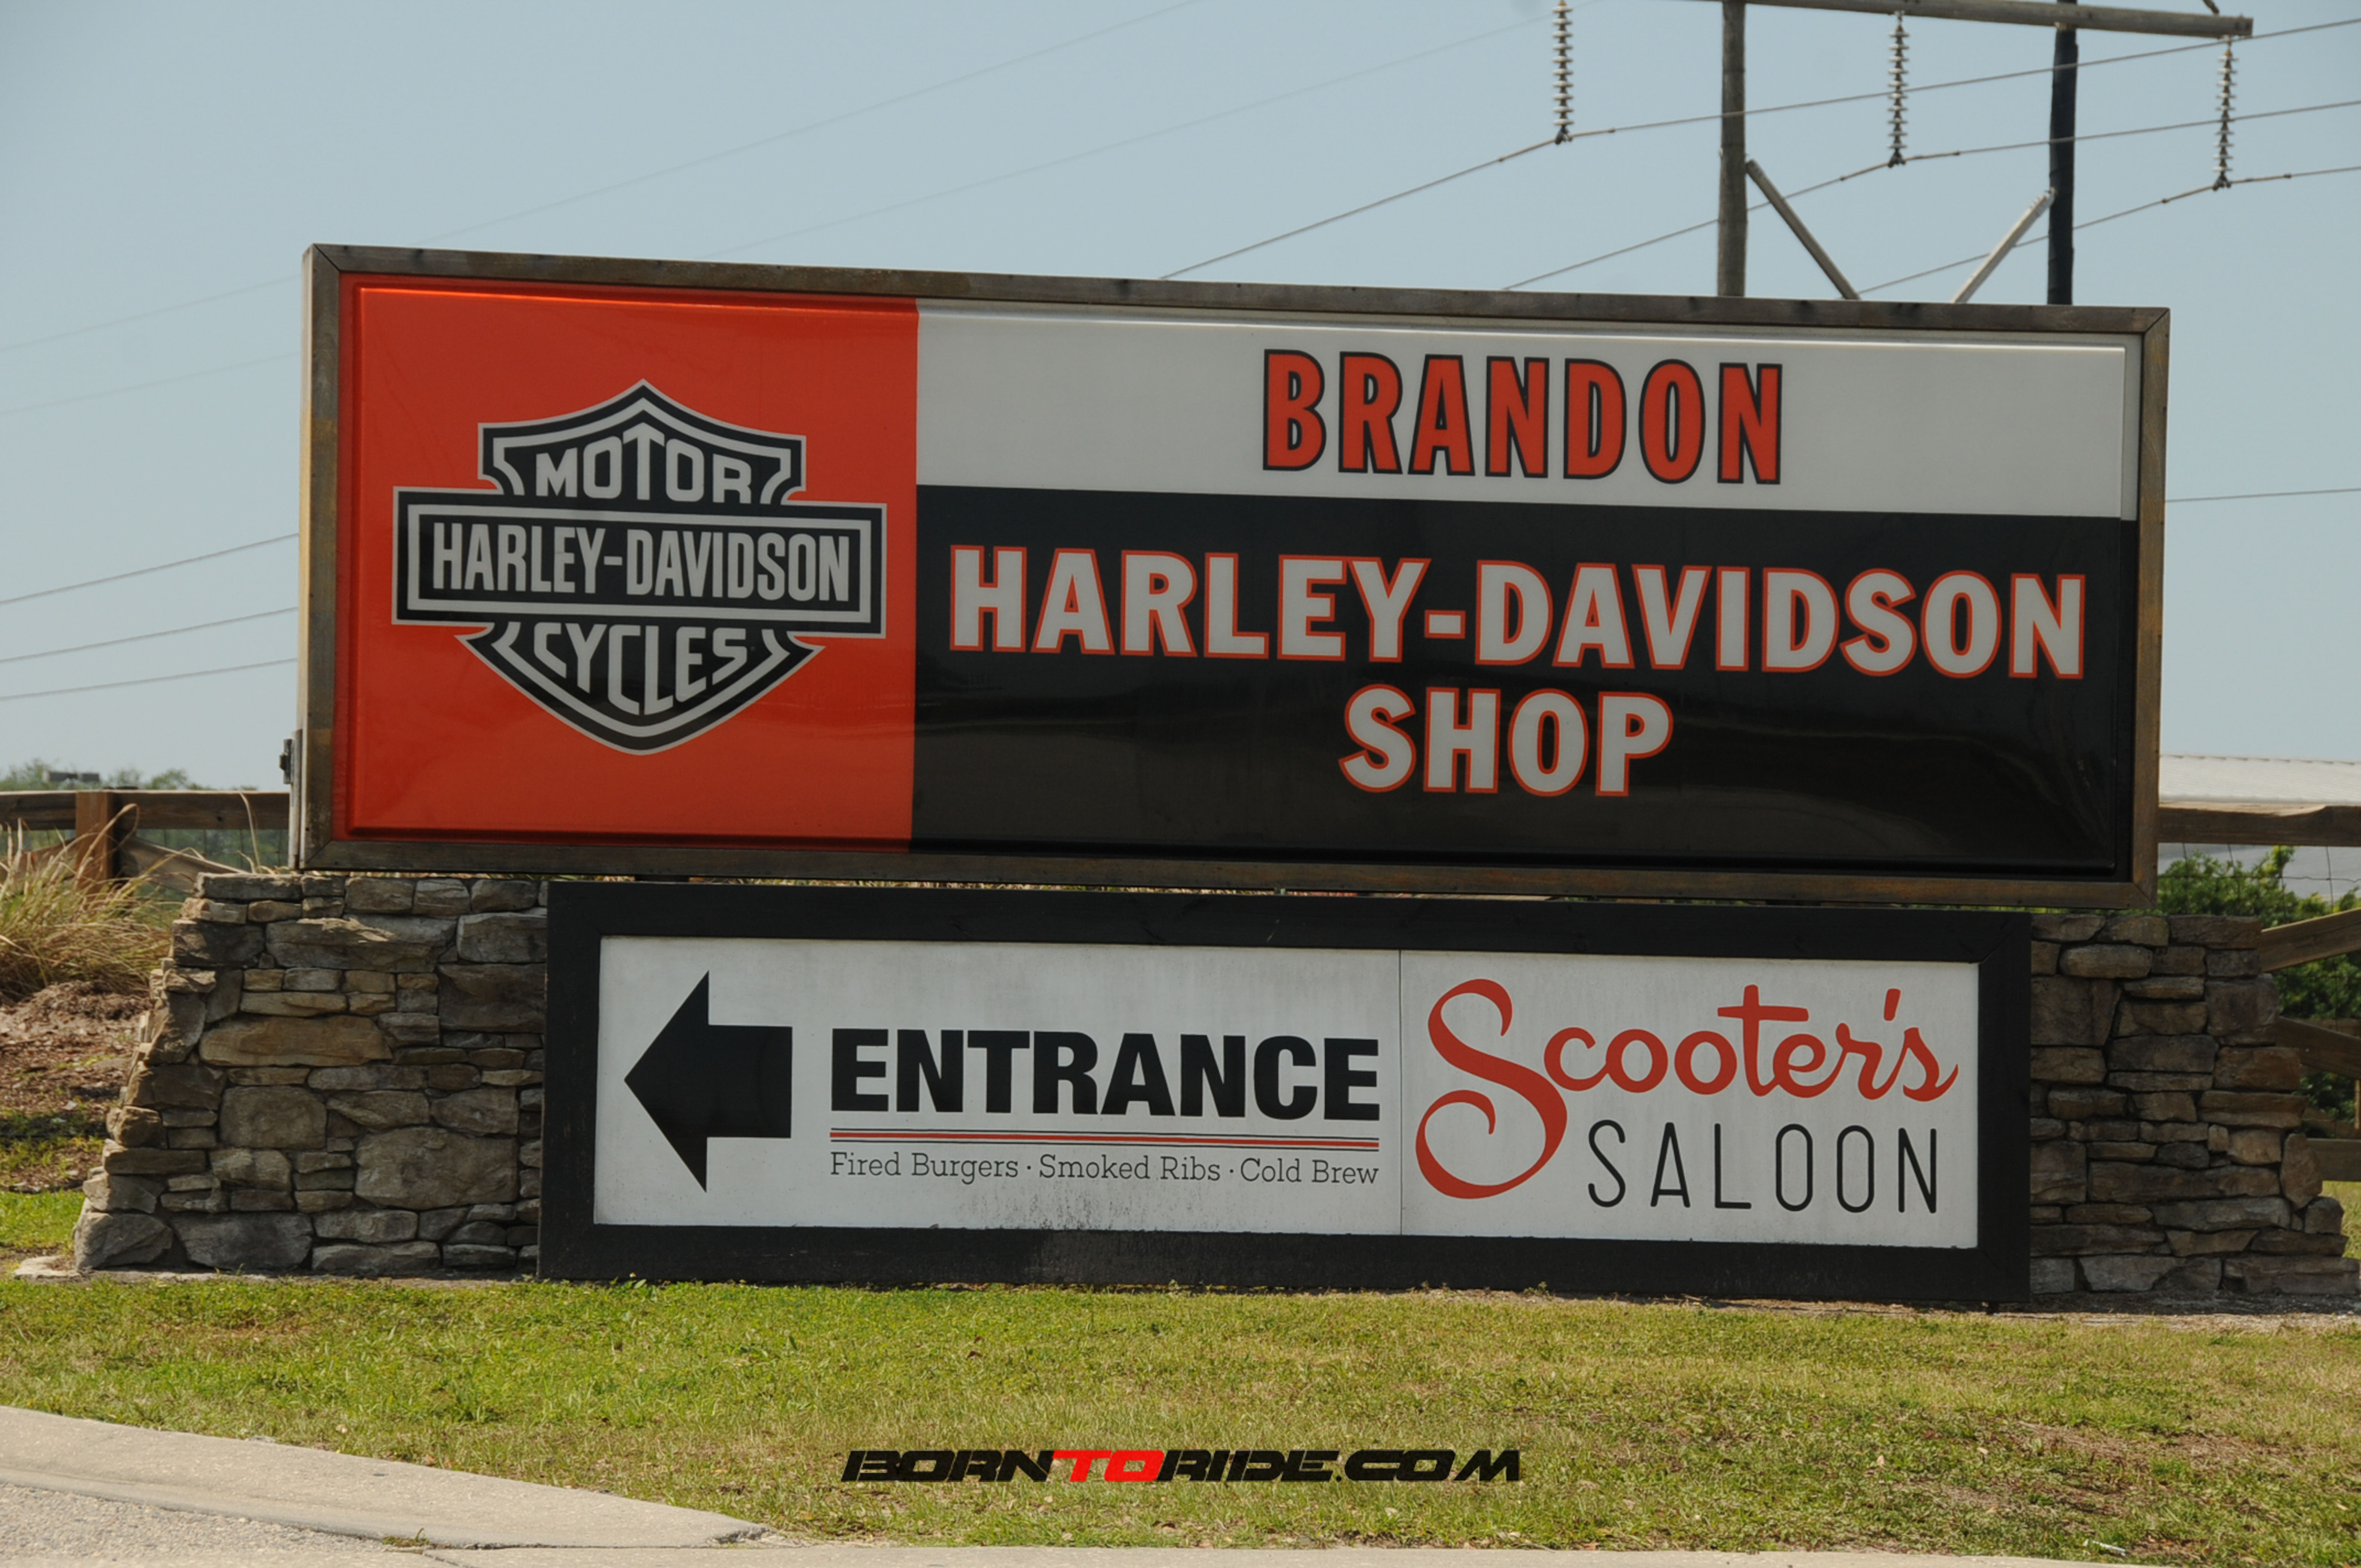 MOTOR
HARLEY-DAVIDSON
CYCLES
BRANDON
HARLEY-DAVIDSON
SHOP
ENTRANCE
Fired Burgers · Smoked Ribs · Cold Brew
Scooter's
SALOON
BORNTORIDE.COM